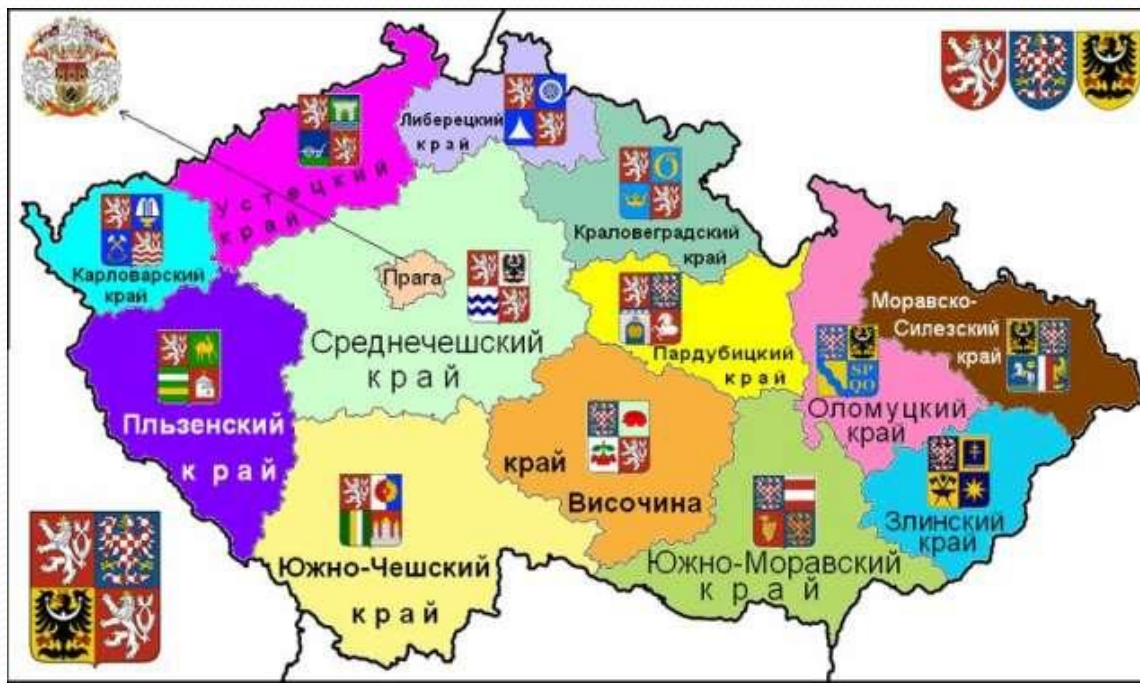 Либерецкий
край
Устецкий
край
Краловеградский
край
Карловарский
край
Прага
Среднечешский
край
Пардубицкий
край
Моравско-
Силезский
край
SP
QO
Оломуцкий
край
Пльзенский
край
край
Височина
Злинский
край
Южно-Чешский
край
Южно-Моравский
край